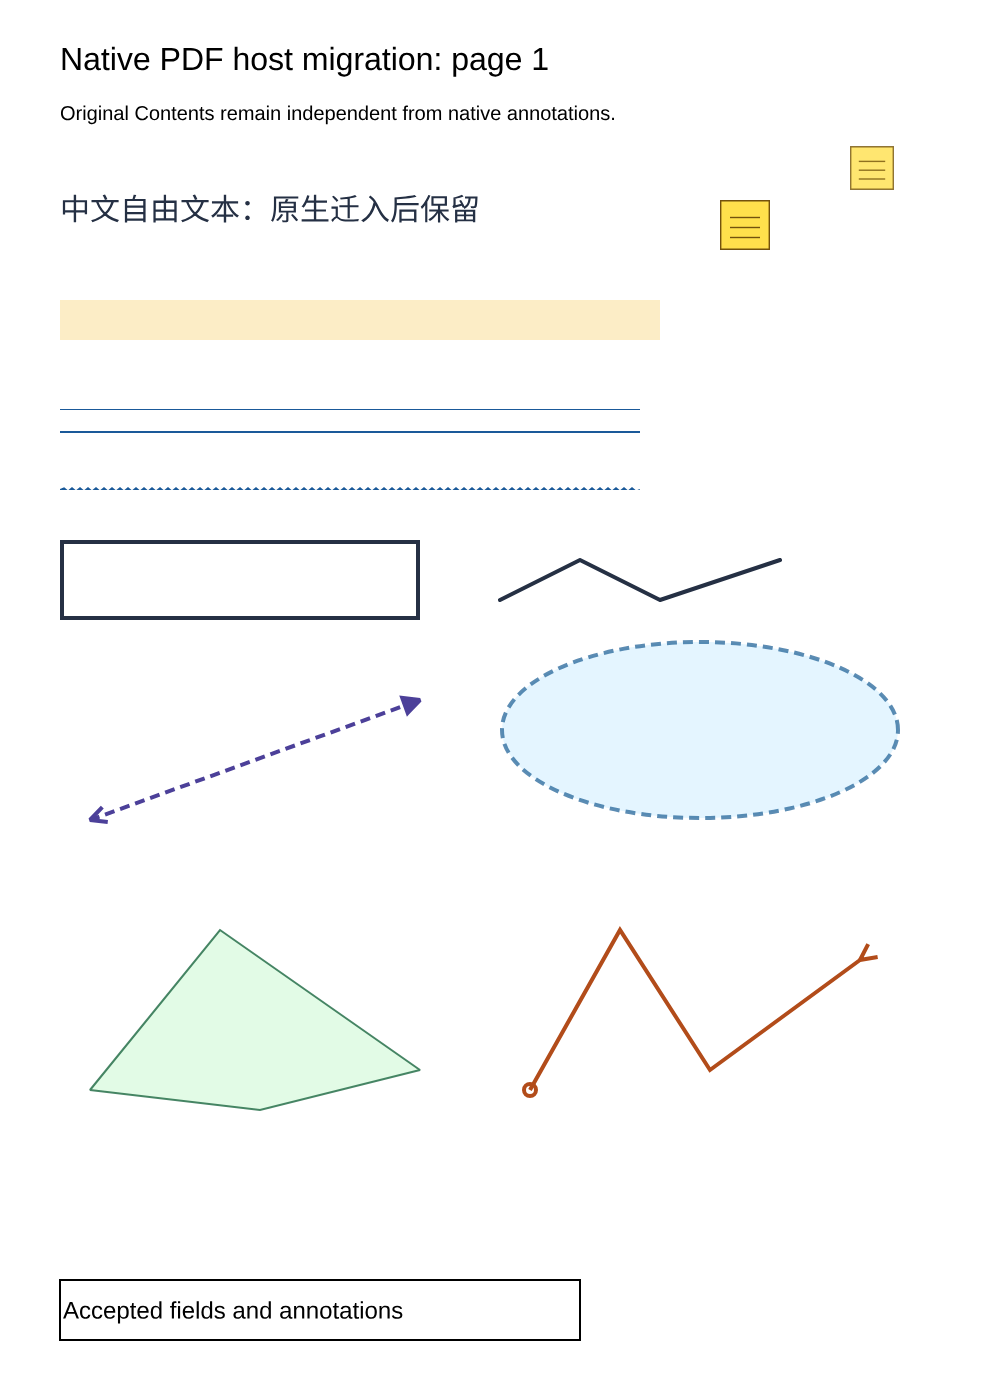 Native PDF host migration: page 1
Original Contents remain independent from native annotations.
中文自由文本：原生迁入后保留
Accepted fields and annotations